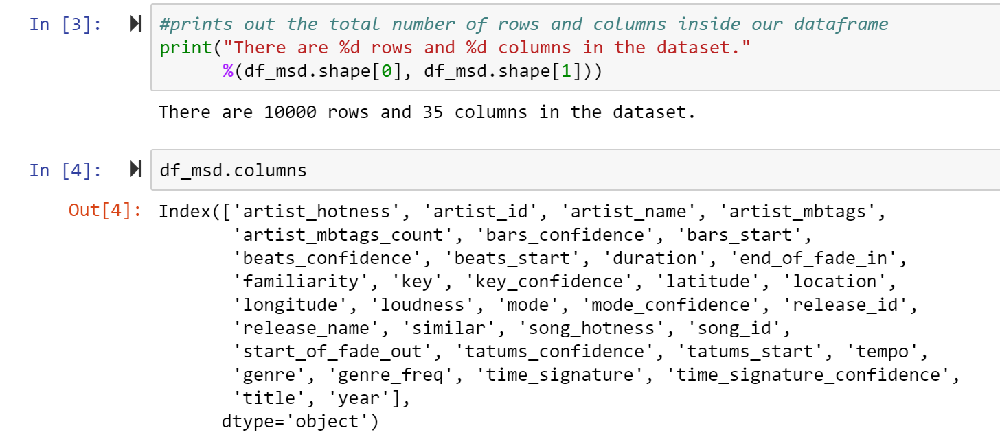 In [3]: #prints out the total number of rows and columns inside our dataframe
print("There are %d rows and %d columns in the dataset."
      %(df_msd.shape[0], df_msd.shape[1]))
There are 10000 rows and 35 columns in the dataset.
In [4]: df_msd.columns
Out[4]: Index(['artist_hotness', 'artist_id', 'artist_name', 'artist_mbtags',
       'artist_mbtags_count', 'bars_confidence', 'bars_start',
       'beats_confidence', 'beats_start', 'duration', 'end_of_fade_in',
       'familiarity', 'key', 'key_confidence', 'latitude', 'location',
       'longitude', 'loudness', 'mode', 'mode_confidence', 'release_id',
       'release_name', 'similar', 'song_hotness', 'song_id',
       'start_of_fade_out', 'tatums_confidence', 'tatums_start', 'tempo',
       'genre', 'genre_freq', 'time_signature', 'time_signature_confidence',
       'title', 'year'],
      dtype='object')